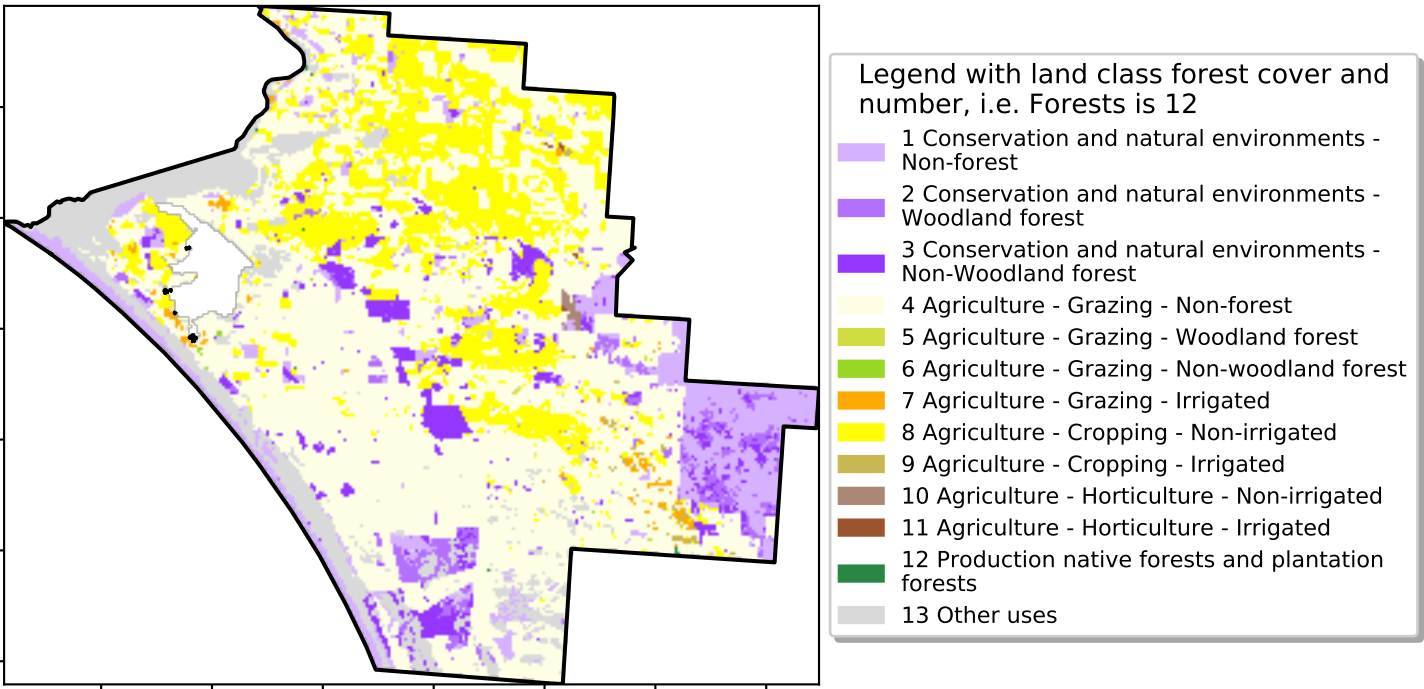 Legend with land class forest cover and
number, i.e. Forests is 12
1 Conservation and natural environments -
Non-forest
2 Conservation and natural environments -
Woodland forest
3 Conservation and natural environments -
Non-Woodland forest
4 Agriculture - Grazing - Non-forest
5 Agriculture - Grazing - Woodland forest
6 Agriculture - Grazing - Non-woodland forest
7 Agriculture - Grazing - Irrigated
8 Agriculture - Cropping - Non-irrigated
9 Agriculture - Cropping - Irrigated
10 Agriculture - Horticulture - Non-irrigated
11 Agriculture - Horticulture - Irrigated
12 Production native forests and plantation
forests
13 Other uses